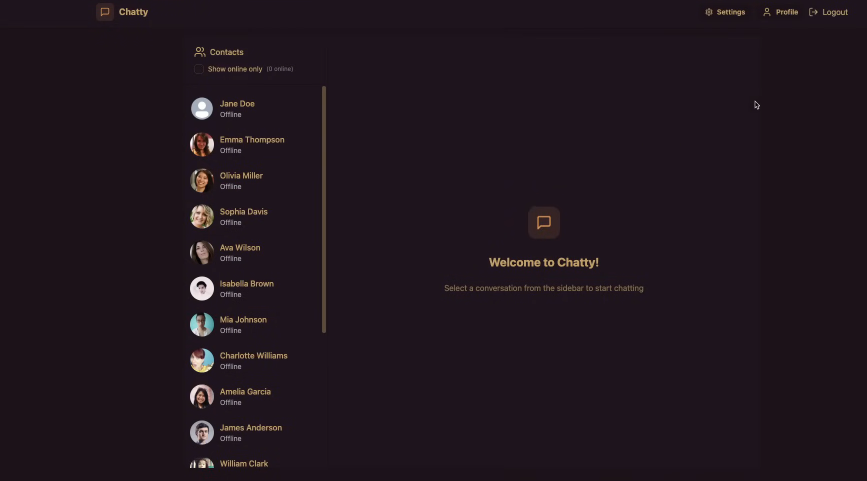 Chatty
Settings
Profile
Logout
Contacts
Show online only (0 online)
Jane Doe
Offline
Emma Thompson
Offline
Olivia Miller
Offline
Sophia Davis
Offline
Ava Wilson
Offline
Isabella Brown
Offline
Mia Johnson
Offline
Charlotte Williams
Offline
Amelia Garcia
Offline
James Anderson
Offline
William Clark
Welcome to Chatty!
Select a conversation from the sidebar to start chatting